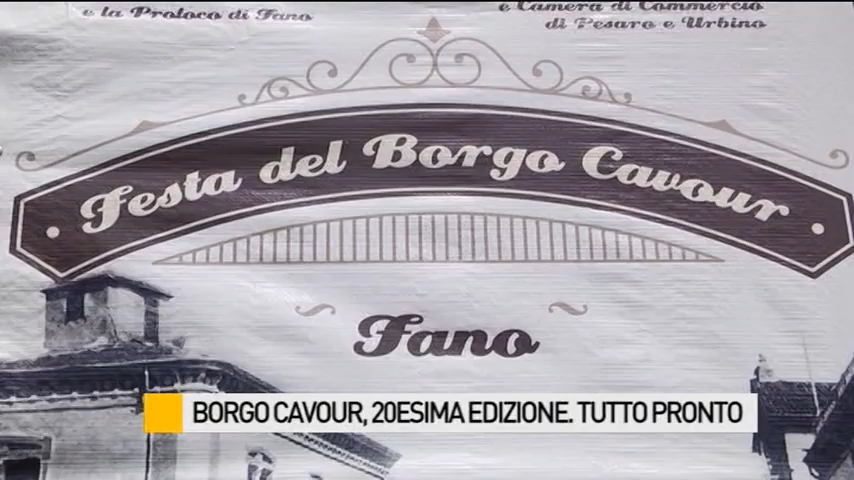 e la Proloco di Fano
e Camera di Commercio
di Pesaro e Urbino
Festa del Borgo Cavour
Fano
BORGO CAVOUR, 20ESIMA EDIZIONE. TUTTO PRONTO